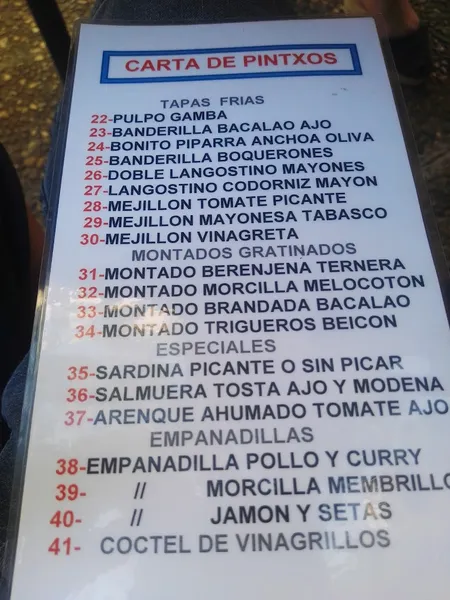 CARTA DE PINTXOS
TAPAS FRIAS
22-PULPO GAMBA
23-BANDERILLA BACALAO AJO
24-BONITO PIPARRA ANCHOA OLIVA
25-BANDERILLA BOQUERONES
26-DOBLE LANGOSTINO MAYONES
27-LANGOSTINO CODORNIZ MAYON
28-MEJILLON TOMATE PICANTE
29-MEJILLON MAYONESA TABASCO
30-MEJILLON VINAGRETA
MONTADOS GRATINADOS
31-MONTADO BERENJENA TERNERA
32-MONTADO MORCILLA MELOCOTON
33-MONTADO BRANDADA BACALAO
34-MONTADO TRIGUEROS BEICON
ESPECIALES
35-SARDINA PICANTE O SIN PICAR
36-SALMUERA TOSTA AJO Y MODENA
37-ARENQUE AHUMADO TOMATE AJO
EMPANADILLAS
38-EMPANADILLA POLLO Y CURRY
39- // MORCILLA MEMBRILLO
40- // JAMON Y SETAS
41- COCTEL DE VINAGRILLOS